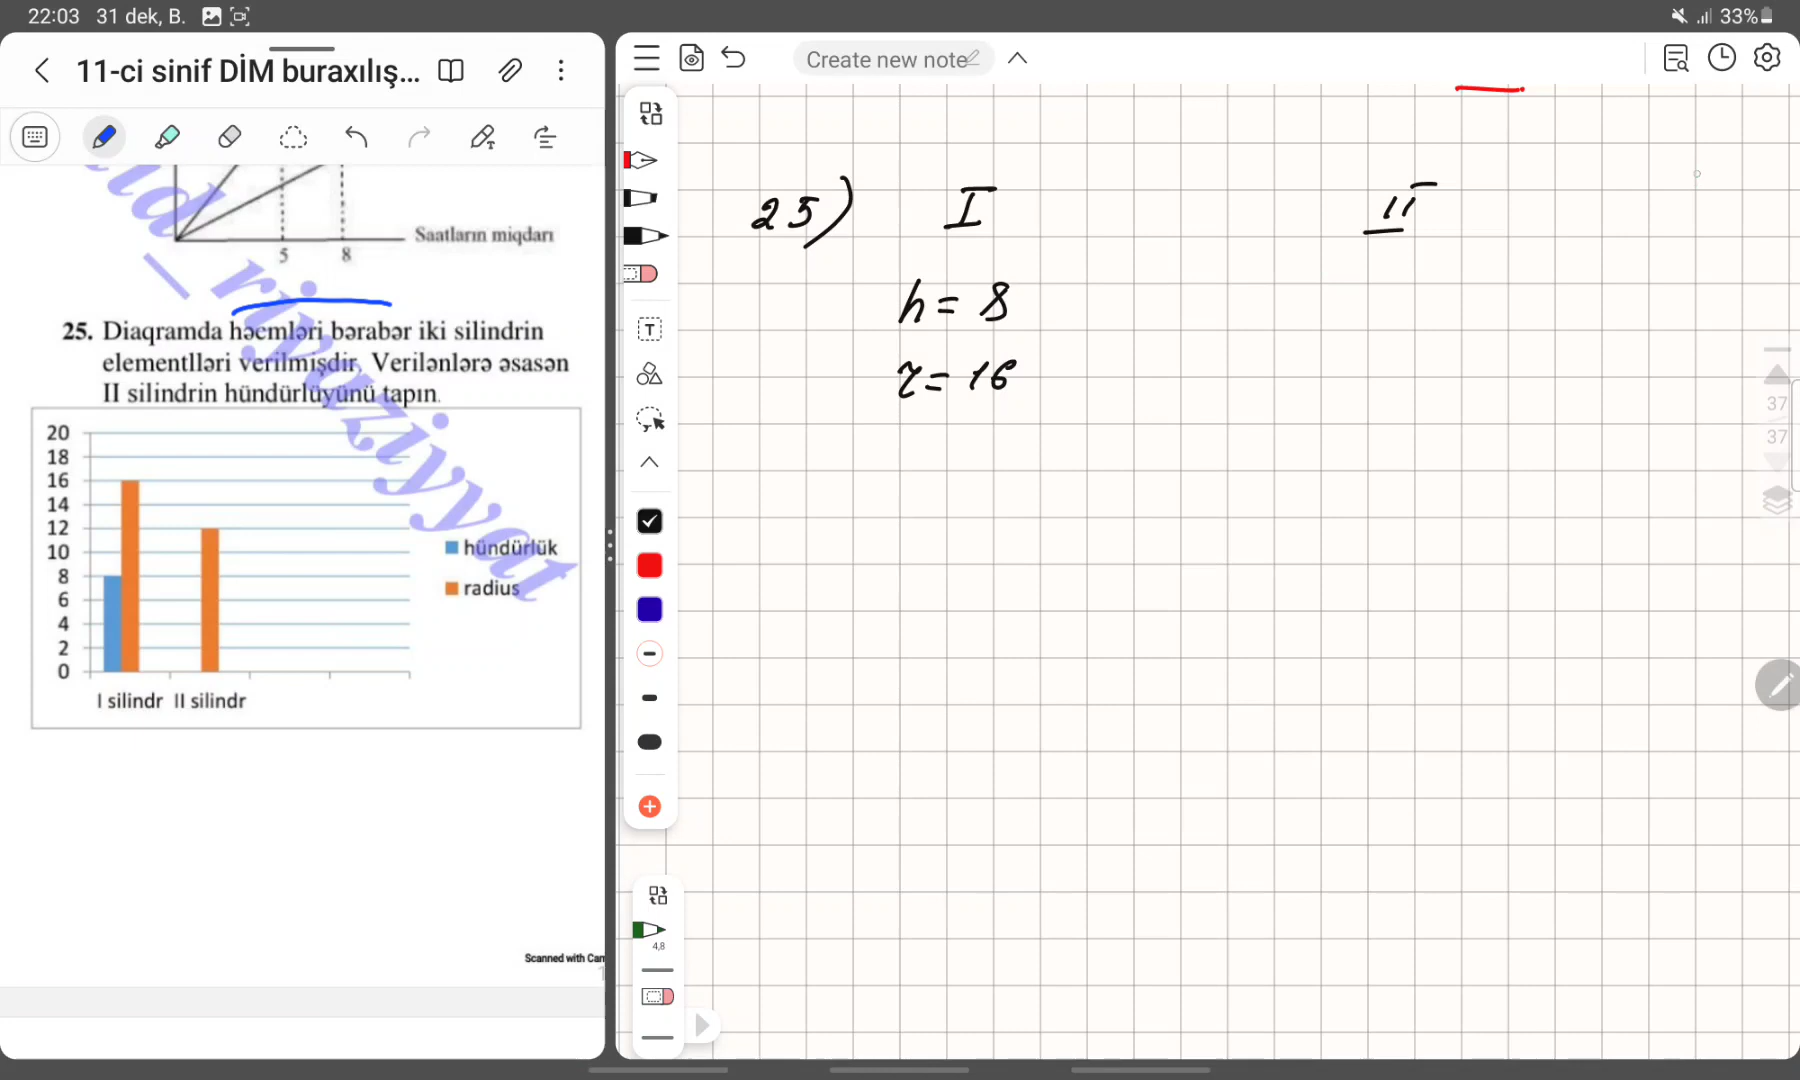 22:03 31 dek, B.
33%
11-ci sinif DİM buraxılış...
Create new note
Saatların miqdarı
5 8
25. Diaqramda həcmləri bərabər iki silindrin
elementlləri verilmişdir. Verilənlərə əsasən
II silindrin hündürlüyünü tapın.
20
18
16
14
12
10
8
6
4
2
0
hündürlük
radius
I silindr II silindr
_riyaziyyat
Scanned with Cam
25) I II
h = 8
r = 16
T
37
37
4,8